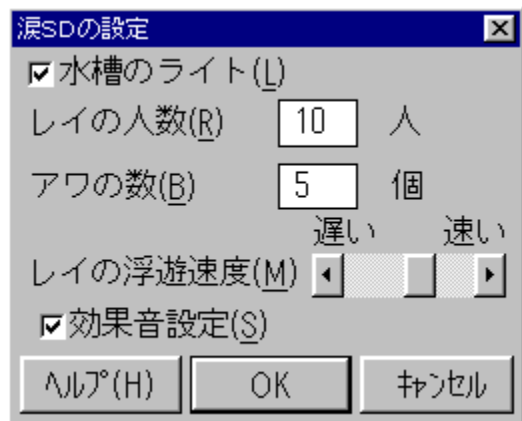 涙SDの設定
水槽のライト(L)
レイの人数(R) 10 人
アワの数(B) 5 個
遅い 速い
レイの浮遊速度(M)
効果音設定(S)
ﾍﾙﾌﾟ(H) OK ｷｬﾝｾﾙ